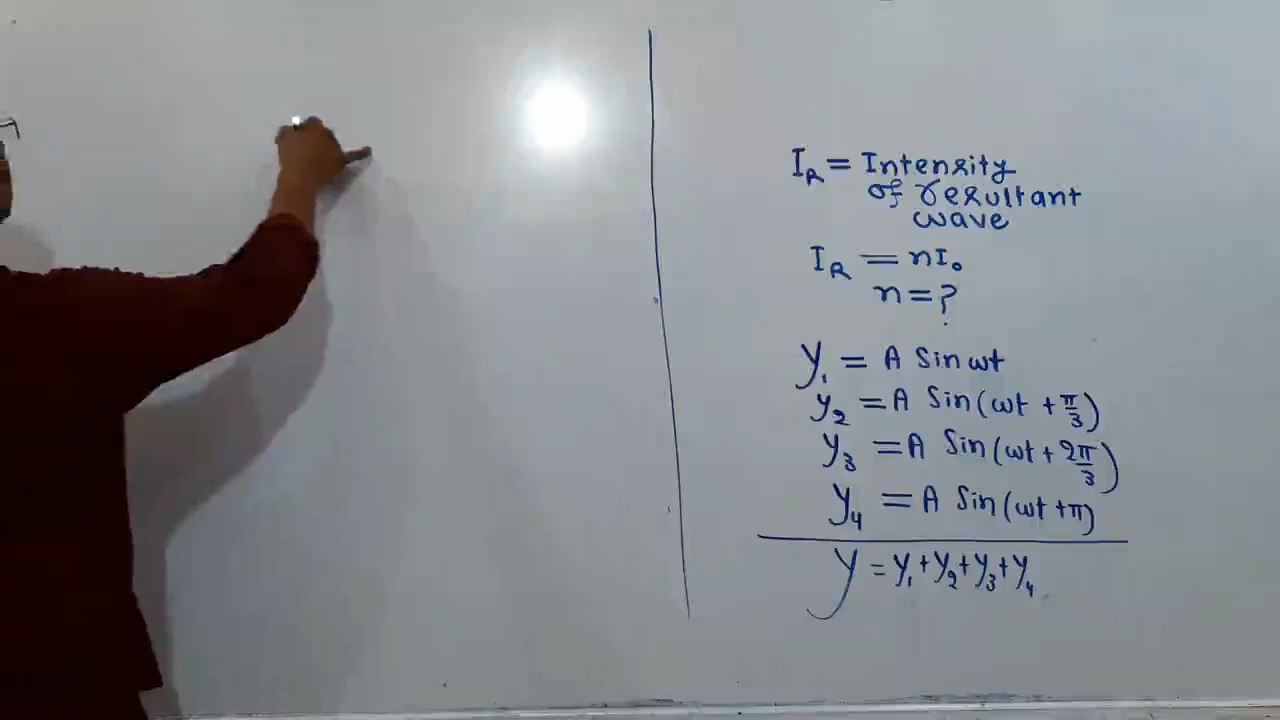 I_R = Intensity
of resultant
wave
I_R = nI₀
n = ?
y₁ = A Sin ωt
y₂ = A Sin(ωt + π/3)
y₃ = A Sin(ωt + 2π/3)
y₄ = A Sin(ωt + π)
y = y₁ + y₂ + y₃ + y₄